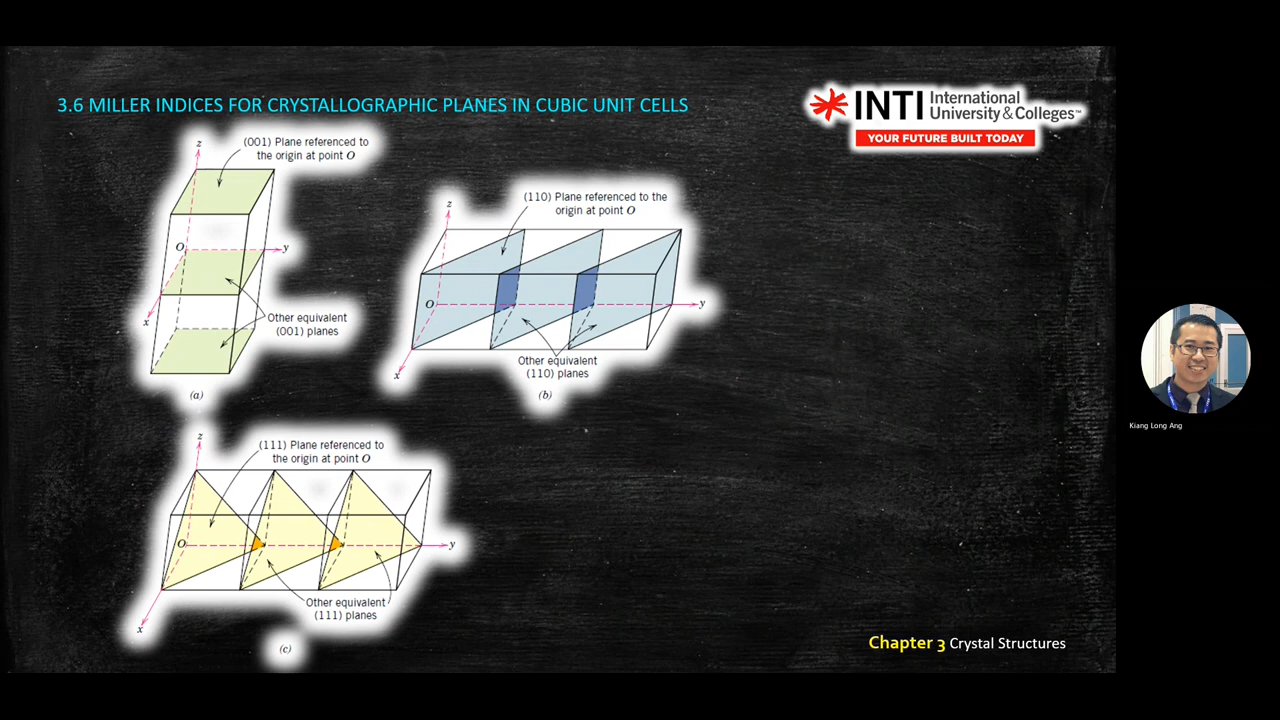 3.6 MILLER INDICES FOR CRYSTALLOGRAPHIC PLANES IN CUBIC UNIT CELLS
INTI International
University & Colleges™
YOUR FUTURE BUILT TODAY
z
(001) Plane referenced to
the origin at point O
O
y
x
Other equivalent
(001) planes
(a)
z
(110) Plane referenced to the
origin at point O
O
y
x
Other equivalent
(110) planes
(b)
z
(111) Plane referenced to
the origin at point O
O
y
x
Other equivalent
(111) planes
(c)
Chapter 3 Crystal Structures
Kiang Long Ang